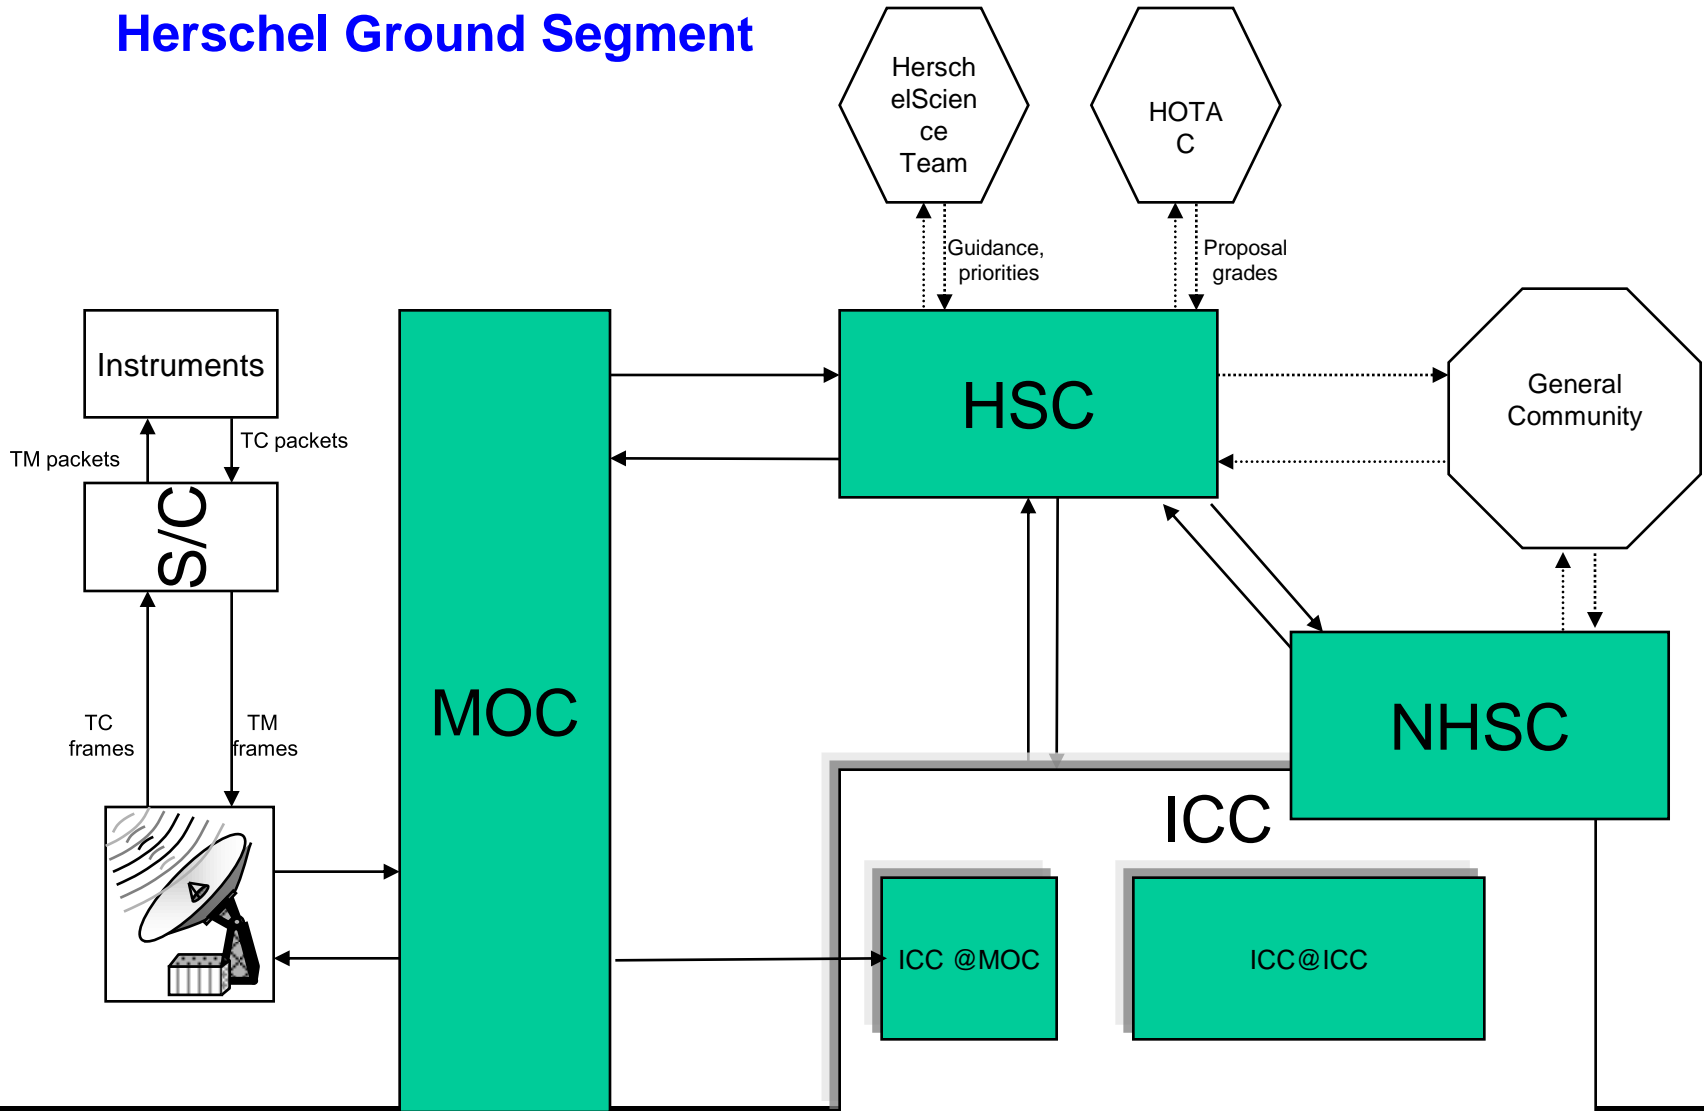 Herschel Ground Segment
Hersch
elScien
ce
Team
HOTA
C
Guidance,
priorities
Proposal
grades
Instruments
HSC
General
Community
TM packets
TC packets
S/C
MOC
NHSC
TC
frames
TM
frames
ICC
ICC @MOC
ICC@ICC